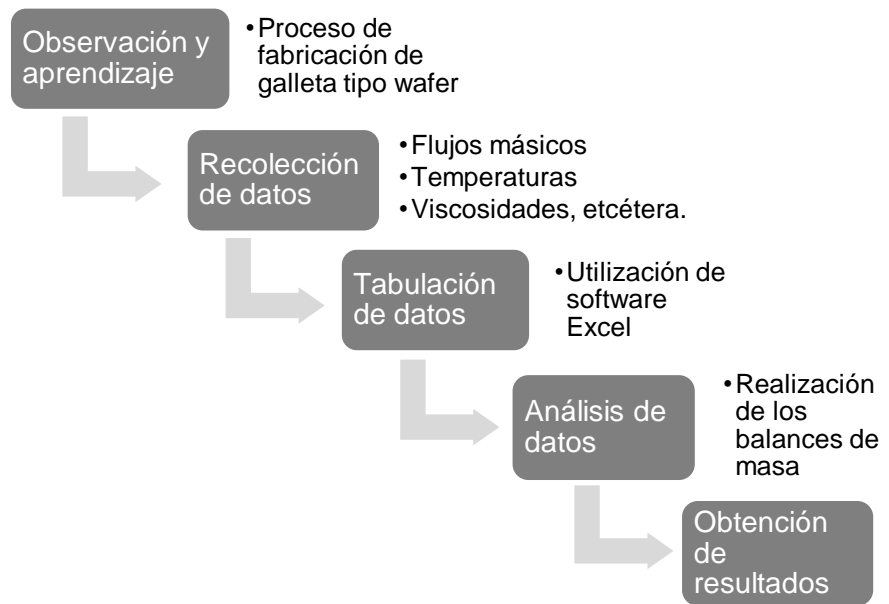 Observación y
aprendizaje
•Proceso de
fabricación de
galleta tipo wafer
Recolección
de datos
•Flujos másicos
•Temperaturas
•Viscosidades, etcétera.
Tabulación
de datos
•Utilización de
software
Excel
Análisis de
datos
•Realización
de los
balances de
masa
Obtención
de
resultados